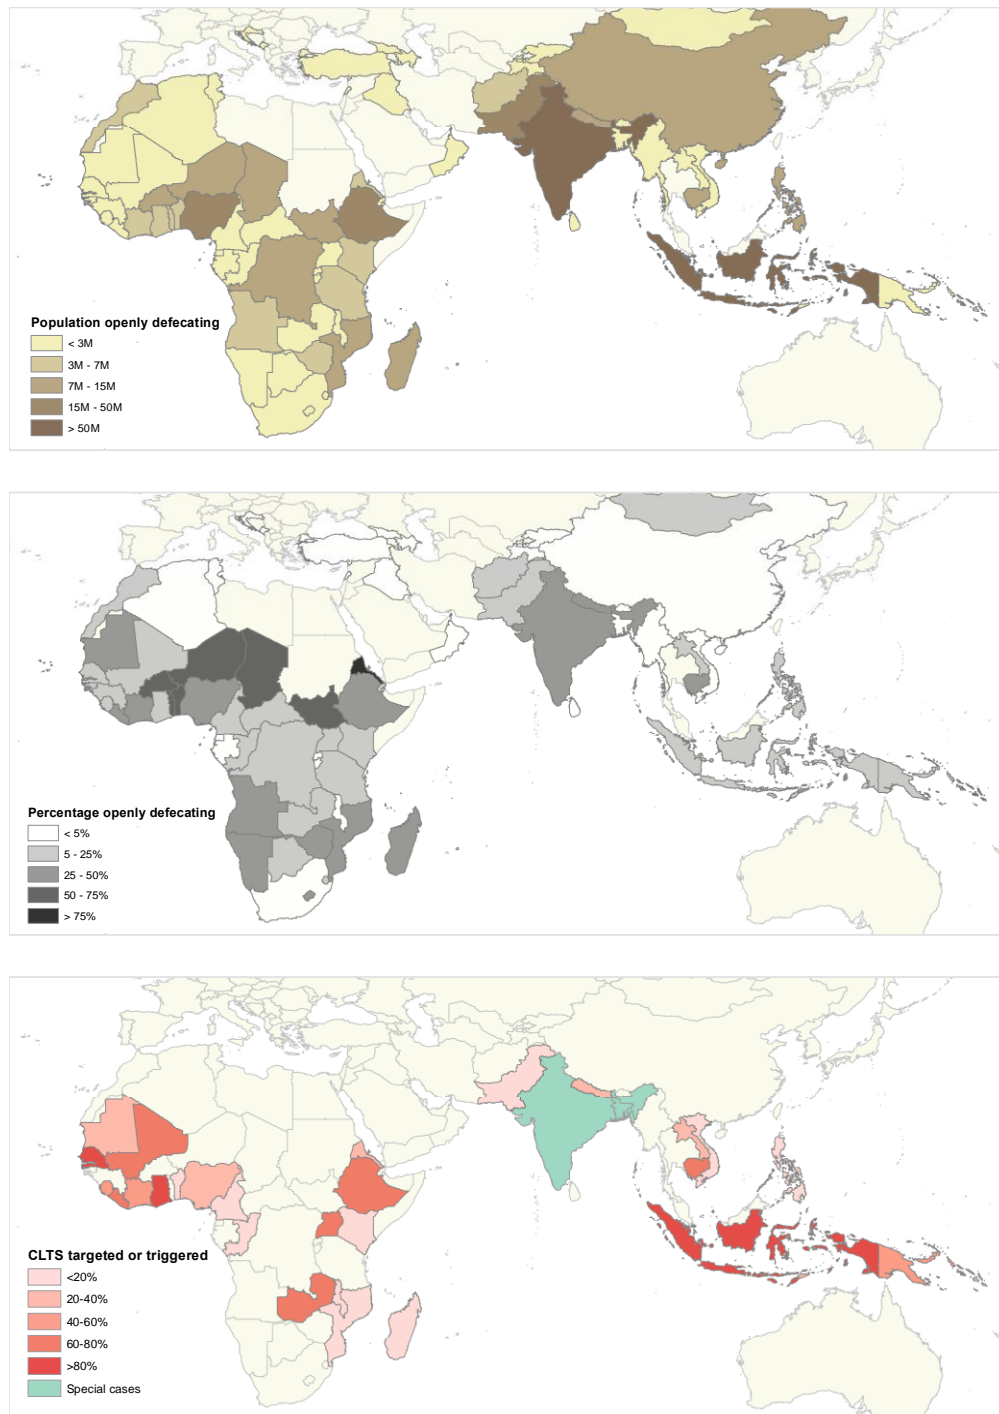 Population openly defecating
< 3M
3M - 7M
7M - 15M
15M - 50M
> 50M
Percentage openly defecating
< 5%
5 - 25%
25 - 50%
50 - 75%
> 75%
CLTS targeted or triggered
<20%
20-40%
40-60%
60-80%
>80%
Special cases